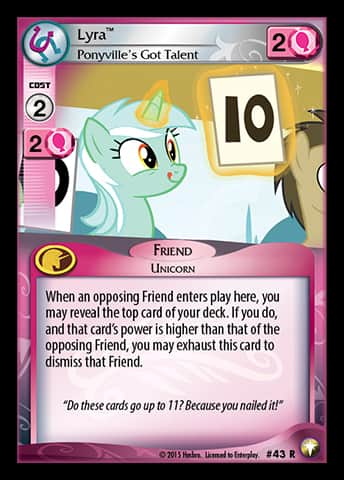 Lyra™
Ponyville's Got Talent
2
COST
2
2
10
FRIEND
UNICORN
When an opposing Friend enters play here, you
may reveal the top card of your deck. If you do,
and that card's power is higher than that of the
opposing Friend, you may exhaust this card to
dismiss that Friend.
"Do these cards go up to 11? Because you nailed it!"
© 2015 Hasbro. Licensed to Enterplay. #43 R